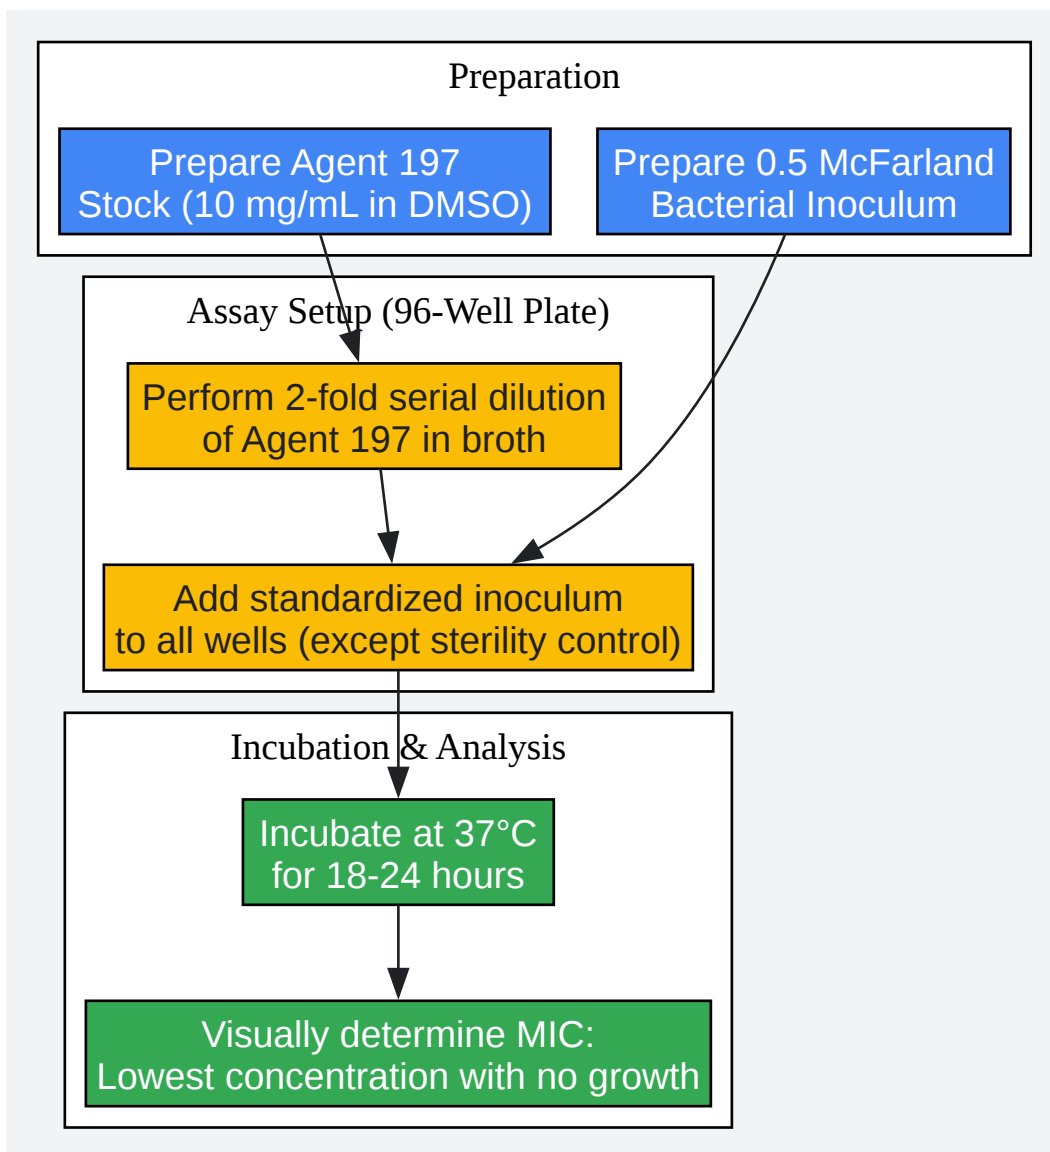 Preparation
Prepare Agent 197
Stock (10 mg/mL in DMSO)
Prepare 0.5 McFarland
Bacterial Inoculum
Assay Setup (96-Well Plate)
Perform 2-fold serial dilution
of Agent 197 in broth
Add standardized inoculum
to all wells (except sterility control)
Incubation & Analysis
Incubate at 37°C
for 18-24 hours
Visually determine MIC:
Lowest concentration with no growth